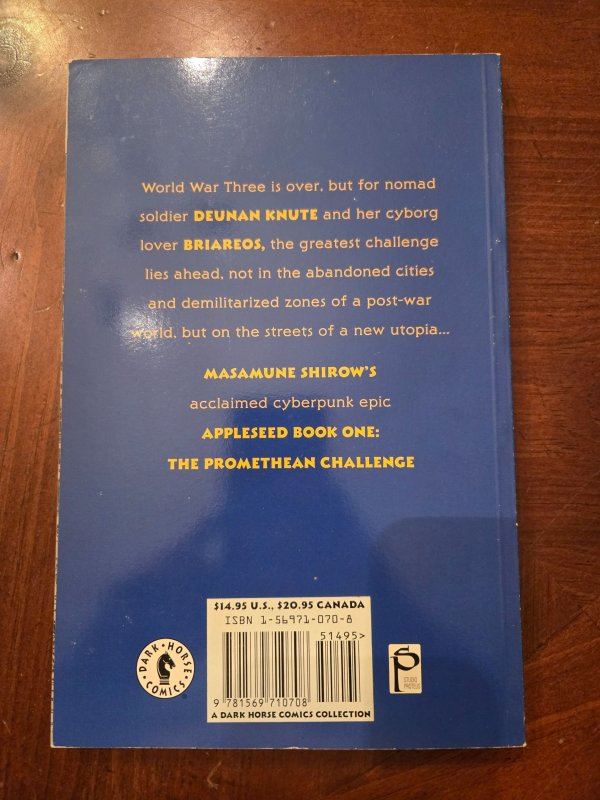 World War Three is over, but for nomad
soldier DEUNAN KNUTE and her cyborg
lover BRIAREOS, the greatest challenge
lies ahead, not in the abandoned cities
and demilitarized zones of a post-war
world, but on the streets of a new utopia...
MASAMUNE SHIROW'S
acclaimed cyberpunk epic
APPLESEED BOOK ONE:
THE PROMETHEAN CHALLENGE
$14.95 U.S., $20.95 CANADA
ISBN 1-56971-070-8
51495>
9 781569 710708
A DARK HORSE COMICS COLLECTION
DARK HORSE COMICS
SP
STUDIO
PROTEUS